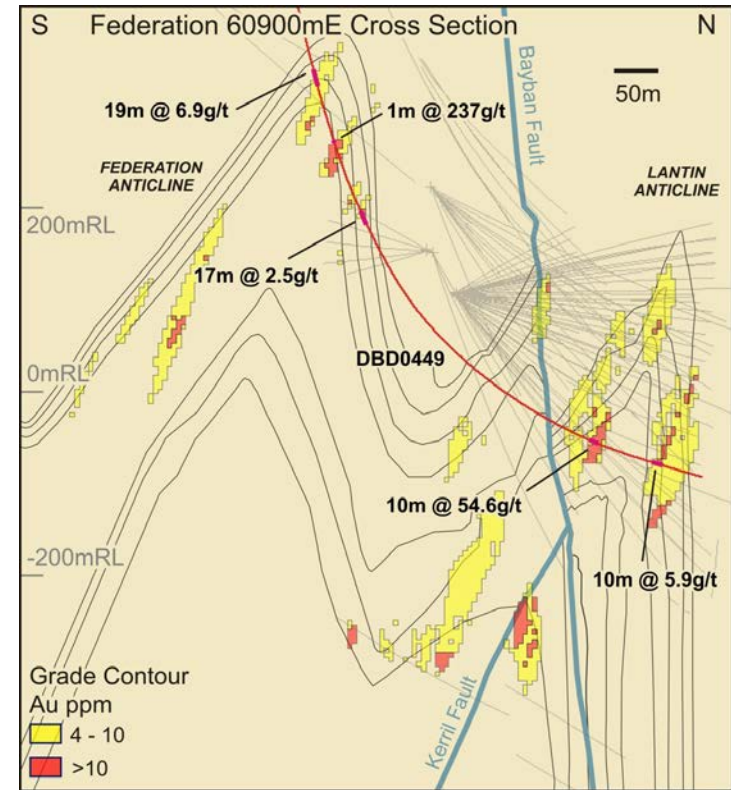 S Federation 60900mE Cross Section N
Bayban Fault
50m
19m @ 6.9g/t
1m @ 237g/t
FEDERATION
ANTICLINE
LANTIN
ANTICLINE
200mRL
17m @ 2.5g/t
DBD0449
0mRL
10m @ 54.6g/t
-200mRL
10m @ 5.9g/t
Kerril Fault
Grade Contour
Au ppm
4 - 10
>10